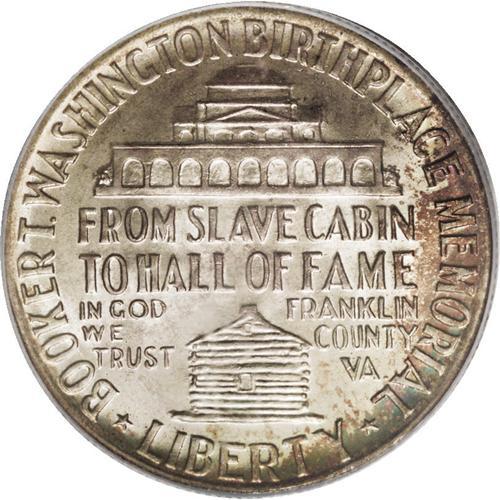 BOOKER T. WASHINGTON BIRTHPLACE MEMORIAL
FROM SLAVE CABIN
TO HALL OF FAME
IN GOD
WE
TRUST
FRANKLIN
COUNTY
VA
LIBERTY